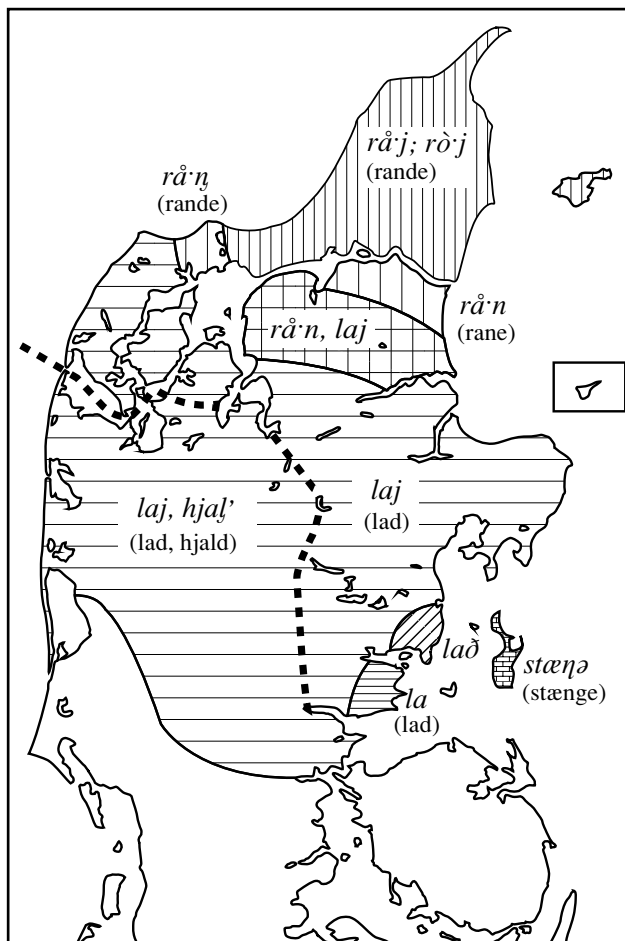 rå·j; rò·j
(rande)
rå·n̡
(rande)
rå·n
(rane)
rå·n, laj
laj, hjal̡’
(lad, hjald)
laj
(lad)
lað
stæŋə
(stænge)
la
(lad)